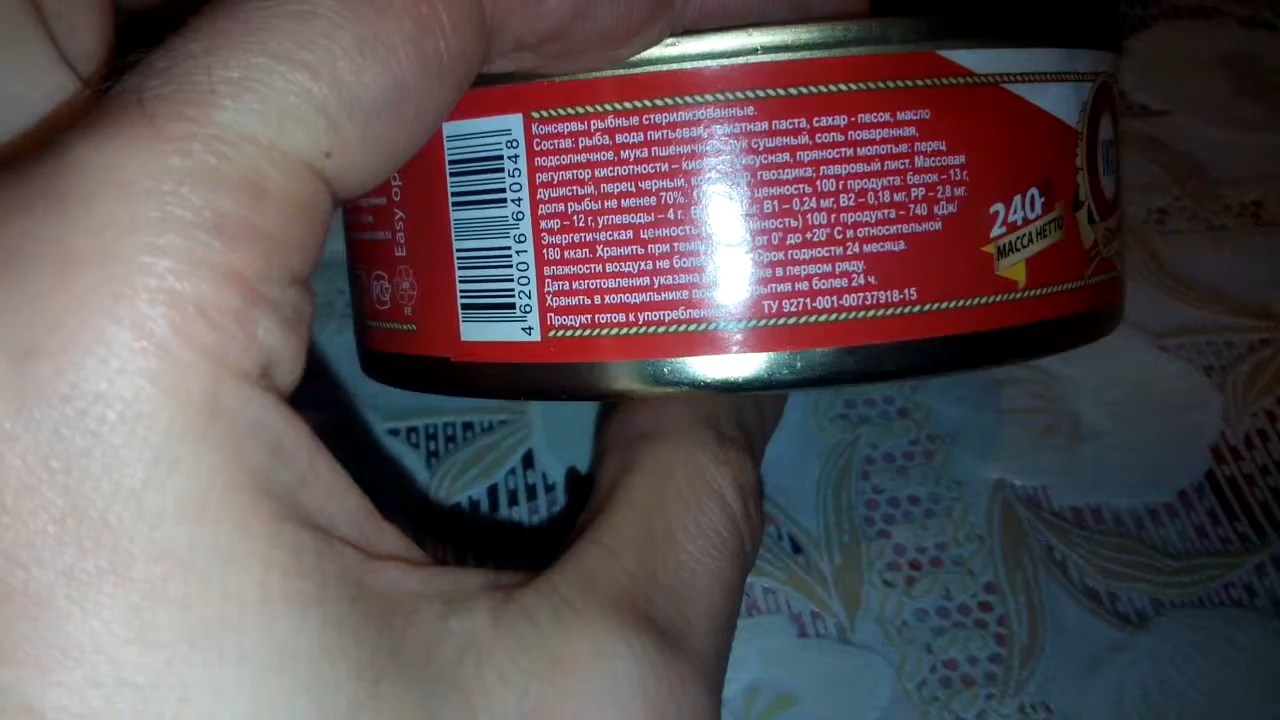 Консервы рыбные стерилизованные.
Состав: рыба, вода питьевая, томатная паста, сахар - песок, масло
подсолнечное, мука пшеничная, лук сушеный, соль поваренная,
регулятор кислотности – кислота уксусная, пряности молотые: перец
душистый, перец черный, гвоздика; лавровый лист. Массовая
доля рыбы не менее 70%. ценность 100 г продукта: белок – 13 г,
жир – 12 г, углеводы – 4 г. В1 – 0,24 мг, В2 – 0,18 мг, РР – 2,8 мг.
Энергетическая ценность 100 г продукта – 740 кДж/
180 ккал. Хранить при от 0° до +20° С и относительной
влажности воздуха не более Срок годности 24 месяца.
Дата изготовления указана в первом ряду.
Хранить в холодильнике не более 24 ч.
Продукт готов к употреблению
ТУ 9271-001-00737918-15
4 620016 640548
240г
МАССА НЕТТО
Easy op
РСТ
FE